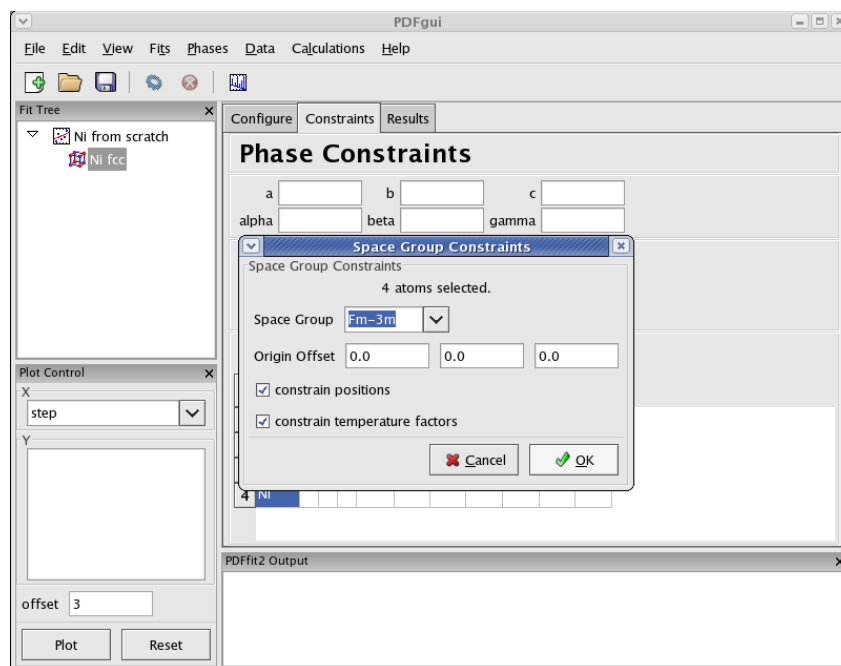 PDFgui
File Edit View Fits Phases Data Calculations Help
Fit Tree
Ni from scratch
Ni fcc
Configure Constraints Results
Phase Constraints
a b c
alpha beta gamma
Space Group Constraints
Space Group Constraints
4 atoms selected.
Space Group Fm-3m
Origin Offset 0.0 0.0 0.0
constrain positions
constrain temperature factors
Cancel OK
4 Ni
Plot Control
X
step
Y
offset 3
Plot Reset
PDFfit2 Output